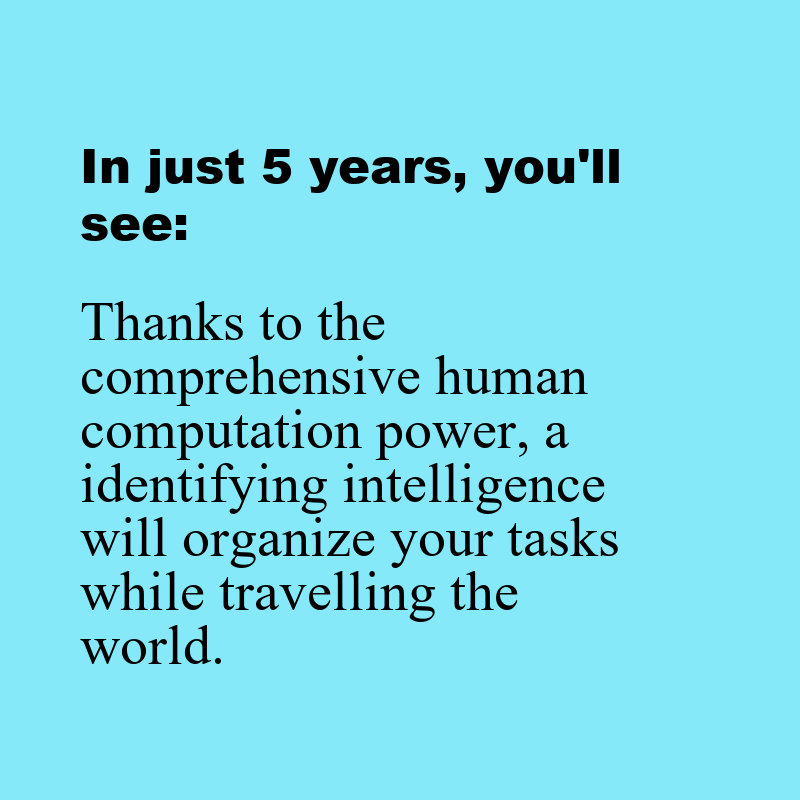 In just 5 years, you'll
see:
Thanks to the
comprehensive human
computation power, a
identifying intelligence
will organize your tasks
while travelling the
world.